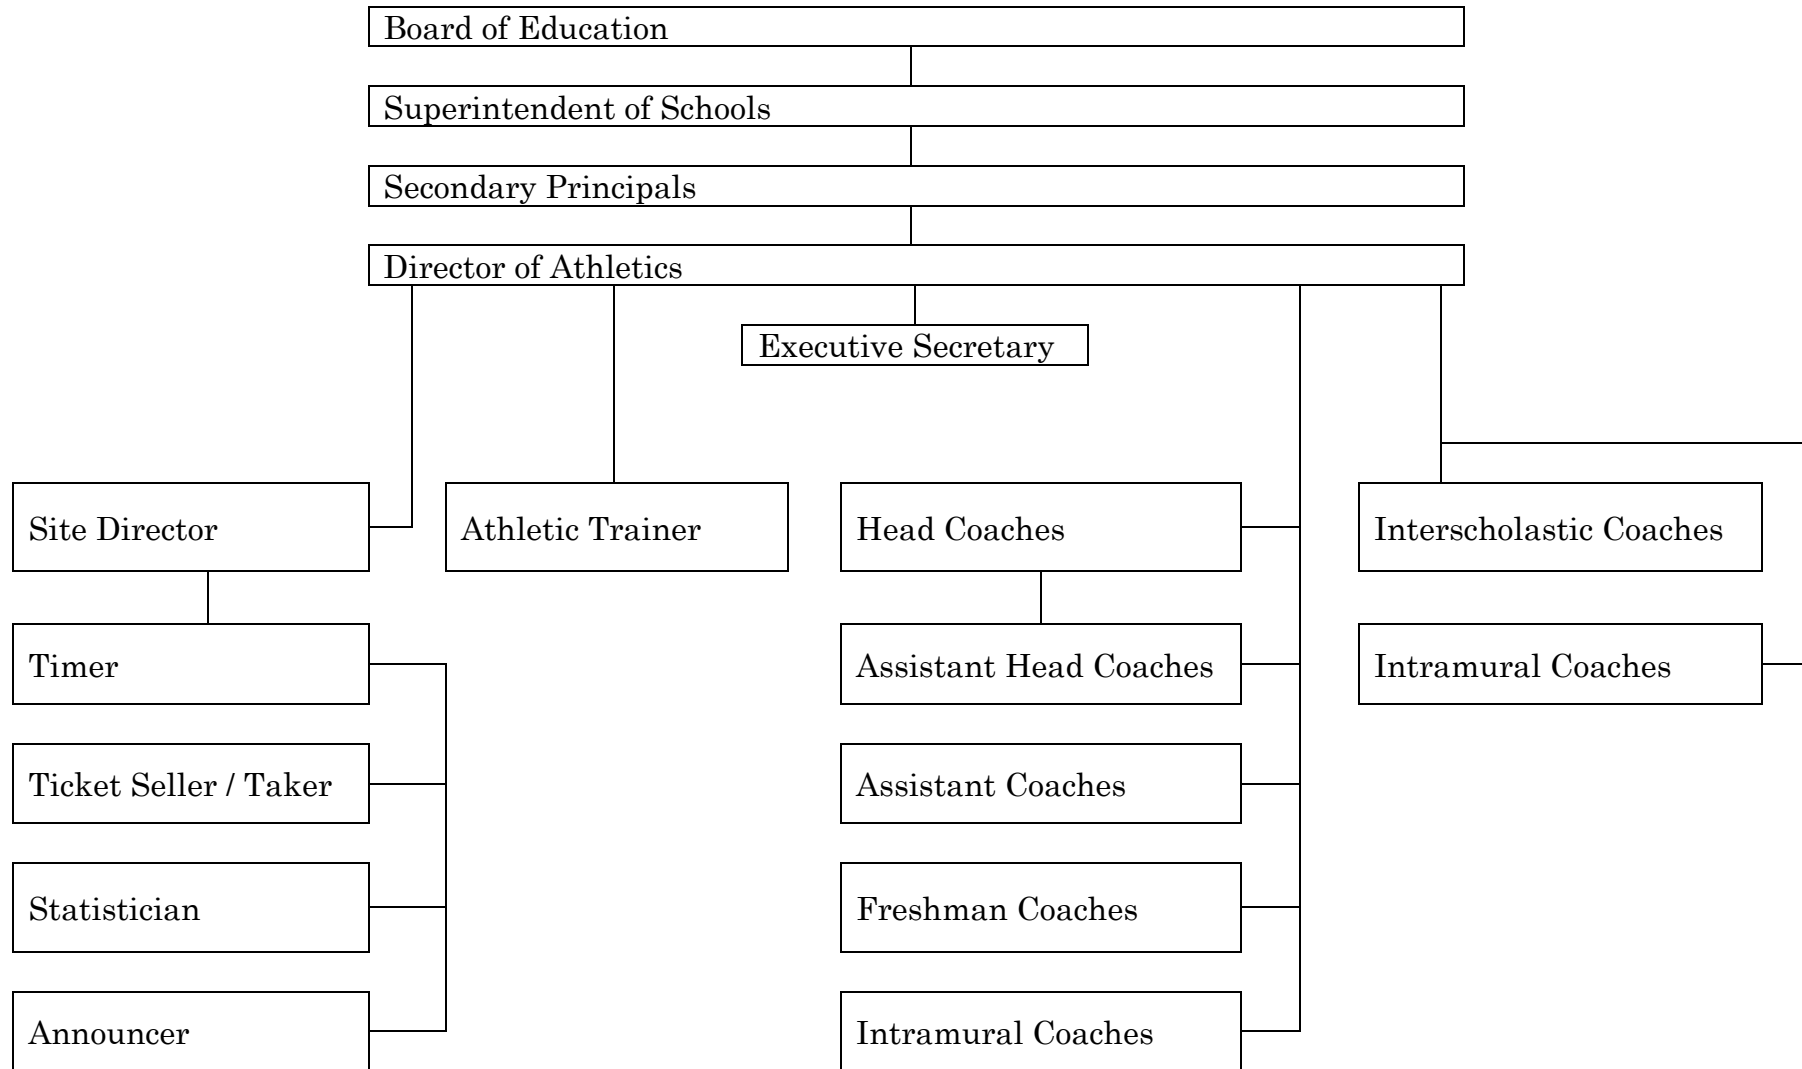 Board of Education
Superintendent of Schools
Secondary Principals
Director of Athletics
Executive Secretary
Site Director
Athletic Trainer
Head Coaches
Interscholastic Coaches
Timer
Assistant Head Coaches
Intramural Coaches
Ticket Seller / Taker
Assistant Coaches
Statistician
Freshman Coaches
Announcer
Intramural Coaches